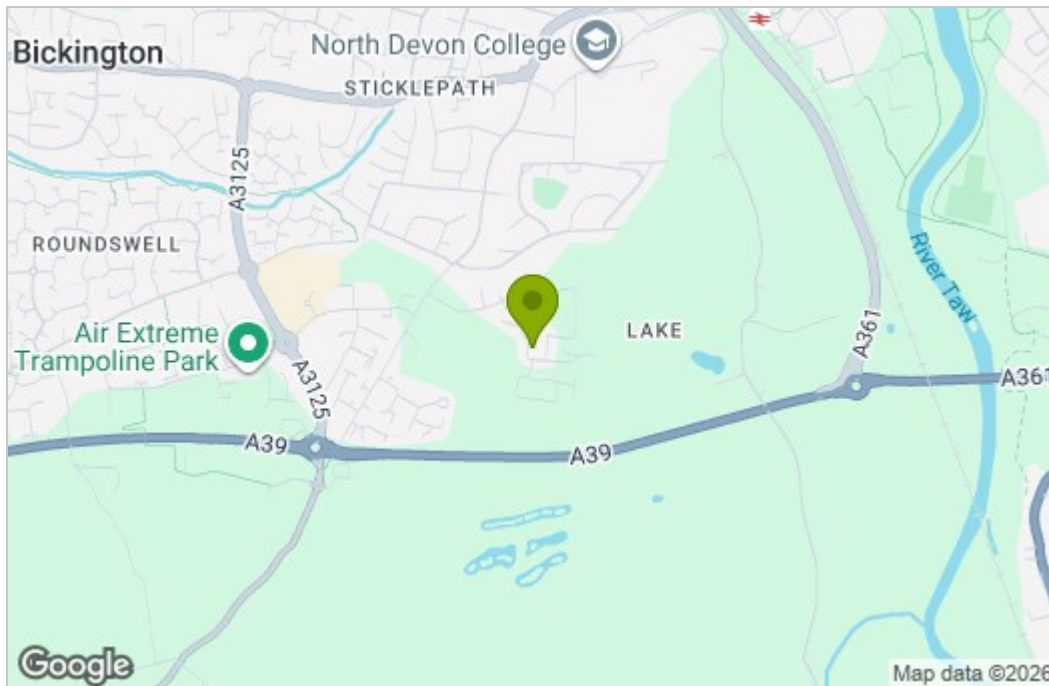 Bickington
North Devon College
STICKLEPATH
A3125
ROUNDSWELL
River Taw
Air Extreme
Trampoline Park
LAKE
A361
A3125
A361
A39
A39
Google
Map data ©2026